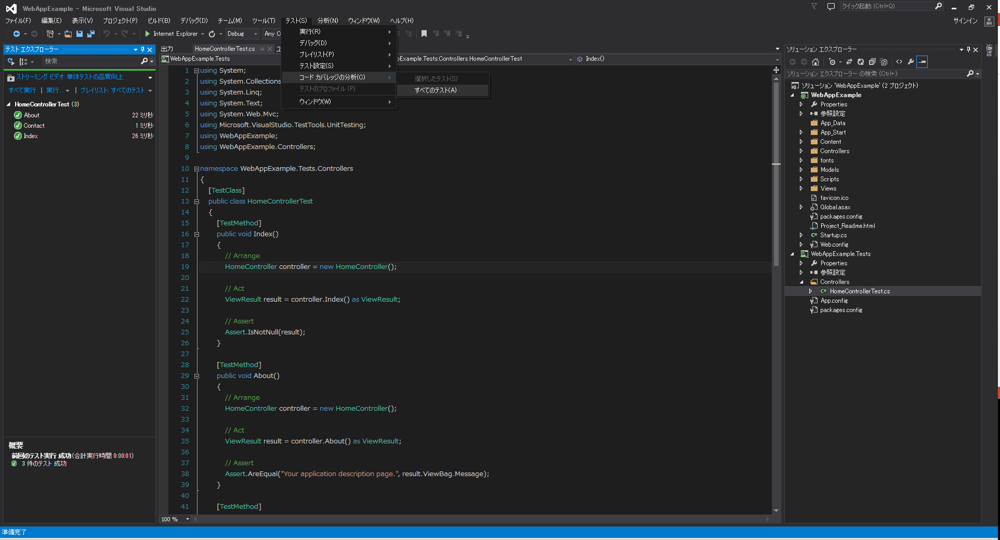 WebAppExample - Microsoft Visual Studio
クイック起動 (Ctrl+Q)
ファイル(F) 編集(E) 表示(V) プロジェクト(P) ビルド(B) デバッグ(D) チーム(M) ツール(T) テスト(S) 分析(N) ウィンドウ(W) ヘルプ(H)
サインイン
Internet Explorer Debug Any C
実行(R)
デバッグ(D)
プレイリスト(P)
テスト設定(S)
コード カバレッジの分析(C)
テストのプロファイル (P)
ウィンドウ(W)
選択したテスト(S)
すべてのテスト(A)
テスト エクスプローラー
検索
ストリーミング ビデオ: 単体テストの品質向上
すべて実行 | 実行... | プレイリスト: すべてのテスト
HomeControllerTest (3)
About 22 ミリ秒
Contact 1 ミリ秒
Index 26 ミリ秒
概要
前回のテスト実行 成功 (合計実行時間 0:00:01)
3 件のテスト 成功
出力 HomeControllerTest.cs ユ
WebAppExample.Tests
Example.Tests.Controllers.HomeControllerTest
Index()
1 using System;
2 using System.Collections
3 using System.Linq;
4 using System.Text;
5 using System.Web.Mvc;
6 using Microsoft.VisualStudio.TestTools.UnitTesting;
7 using WebAppExample;
8 using WebAppExample.Controllers;
9
10 namespace WebAppExample.Tests.Controllers
11 {
12 [TestClass]
13 public class HomeControllerTest
14 {
15 [TestMethod]
16 public void Index()
17 {
18 // Arrange
19 HomeController controller = new HomeController();
20
21 // Act
22 ViewResult result = controller.Index() as ViewResult;
23
24 // Assert
25 Assert.IsNotNull(result);
26 }
27
28 [TestMethod]
29 public void About()
30 {
31 // Arrange
32 HomeController controller = new HomeController();
33
34 // Act
35 ViewResult result = controller.About() as ViewResult;
36
37 // Assert
38 Assert.AreEqual("Your application description page.", result.ViewBag.Message);
39 }
40
41 [TestMethod]
100 %
ソリューション エクスプローラー
ソリューション エクスプローラー の検索 (Ctrl+:)
ソリューション 'WebAppExample' (2 プロジェクト)
WebAppExample
Properties
参照設定
App_Data
App_Start
Content
Controllers
fonts
Models
Scripts
Views
favicon.ico
Global.asax
packages.config
Project_Readme.html
Startup.cs
Web.config
WebAppExample.Tests
Properties
参照設定
Controllers
HomeControllerTest.cs
App.config
packages.config
通知
準備完了